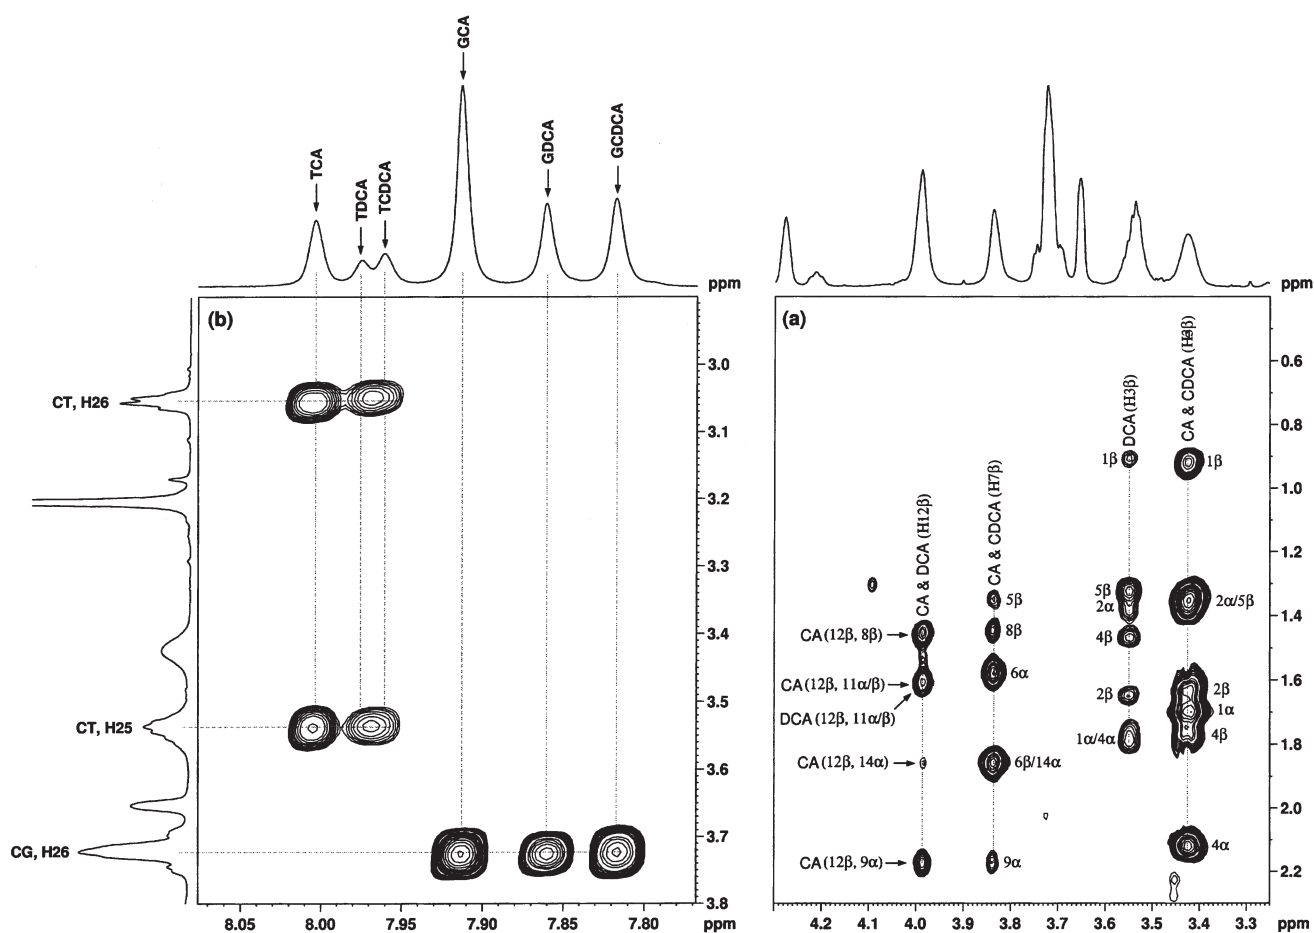 TCA
TDCA
TCDCA
GCA
GDCA
GCDCA
ppm
ppm
(b)
CT, H26
CT, H25
CG, H26
3.0
3.1
3.2
3.3
3.4
3.5
3.6
3.7
3.8
8.05
8.00
7.95
7.90
7.85
7.80
ppm
(a)
CA & DCA (H12β)
CA & CDCA (H7β)
DCA (H3β)
CA & CDCA
1β
1β
5β
5β
2α
2α/5β
CA (12β, 8β)
8β
4β
CA (12β, 11α/β)
6α
2β
2β
DCA (12β, 11α/β)
1α
1α/4α
4β
CA (12β, 14α)
6β/14α
4α
CA (12β, 9α)
9α
0.6
0.8
1.0
1.2
1.4
1.6
1.8
2.0
2.2
4.2
4.1
4.0
3.9
3.8
3.7
3.6
3.5
3.4
3.3
ppm